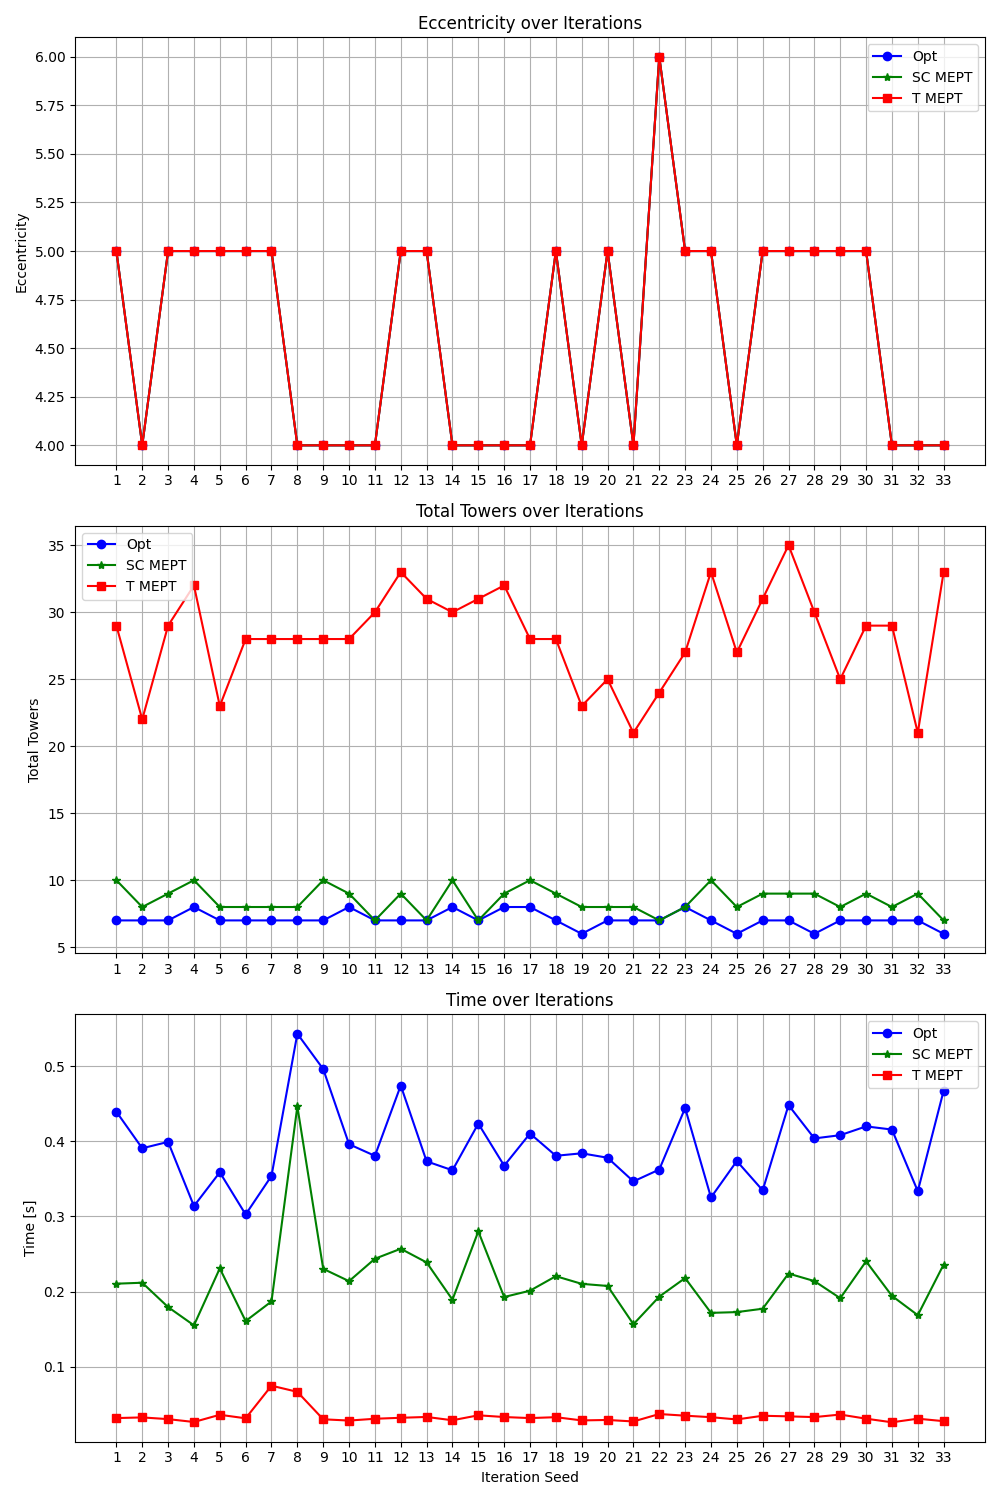 Eccentricity over Iterations
6.00
5.75
5.50
5.25
5.00
4.75
4.50
4.25
4.00
Eccentricity
Opt
SC MEPT
T MEPT
1 2 3 4 5 6 7 8 9 10 11 12 13 14 15 16 17 18 19 20 21 22 23 24 25 26 27 28 29 30 31 32 33
Total Towers over Iterations
35
30
25
20
15
10
5
Total Towers
Opt
SC MEPT
T MEPT
1 2 3 4 5 6 7 8 9 10 11 12 13 14 15 16 17 18 19 20 21 22 23 24 25 26 27 28 29 30 31 32 33
Time over Iterations
0.5
0.4
0.3
0.2
0.1
Time [s]
Opt
SC MEPT
T MEPT
1 2 3 4 5 6 7 8 9 10 11 12 13 14 15 16 17 18 19 20 21 22 23 24 25 26 27 28 29 30 31 32 33
Iteration Seed